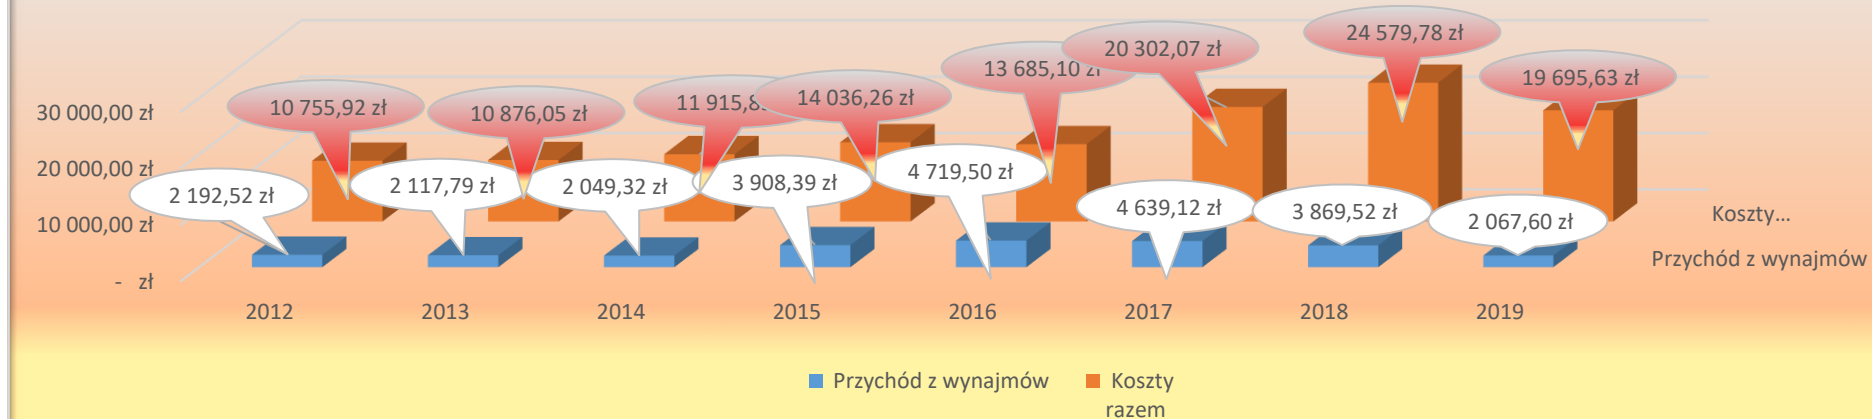 24 579,78 zł
20 302,07 zł
13 685,10 zł
19 695,63 zł
14 036,26 zł
11 915,8
10 755,92 zł
10 876,05 zł
30 000,00 zł
20 000,00 zł
10 000,00 zł
- zł
2 192,52 zł
2 117,79 zł
2 049,32 zł
3 908,39 zł
4 719,50 zł
4 639,12 zł
3 869,52 zł
2 067,60 zł
Koszty...
Przychód z wynajmów
2012 2013 2014 2015 2016 2017 2018 2019
Przychód z wynajmów
Koszty
razem